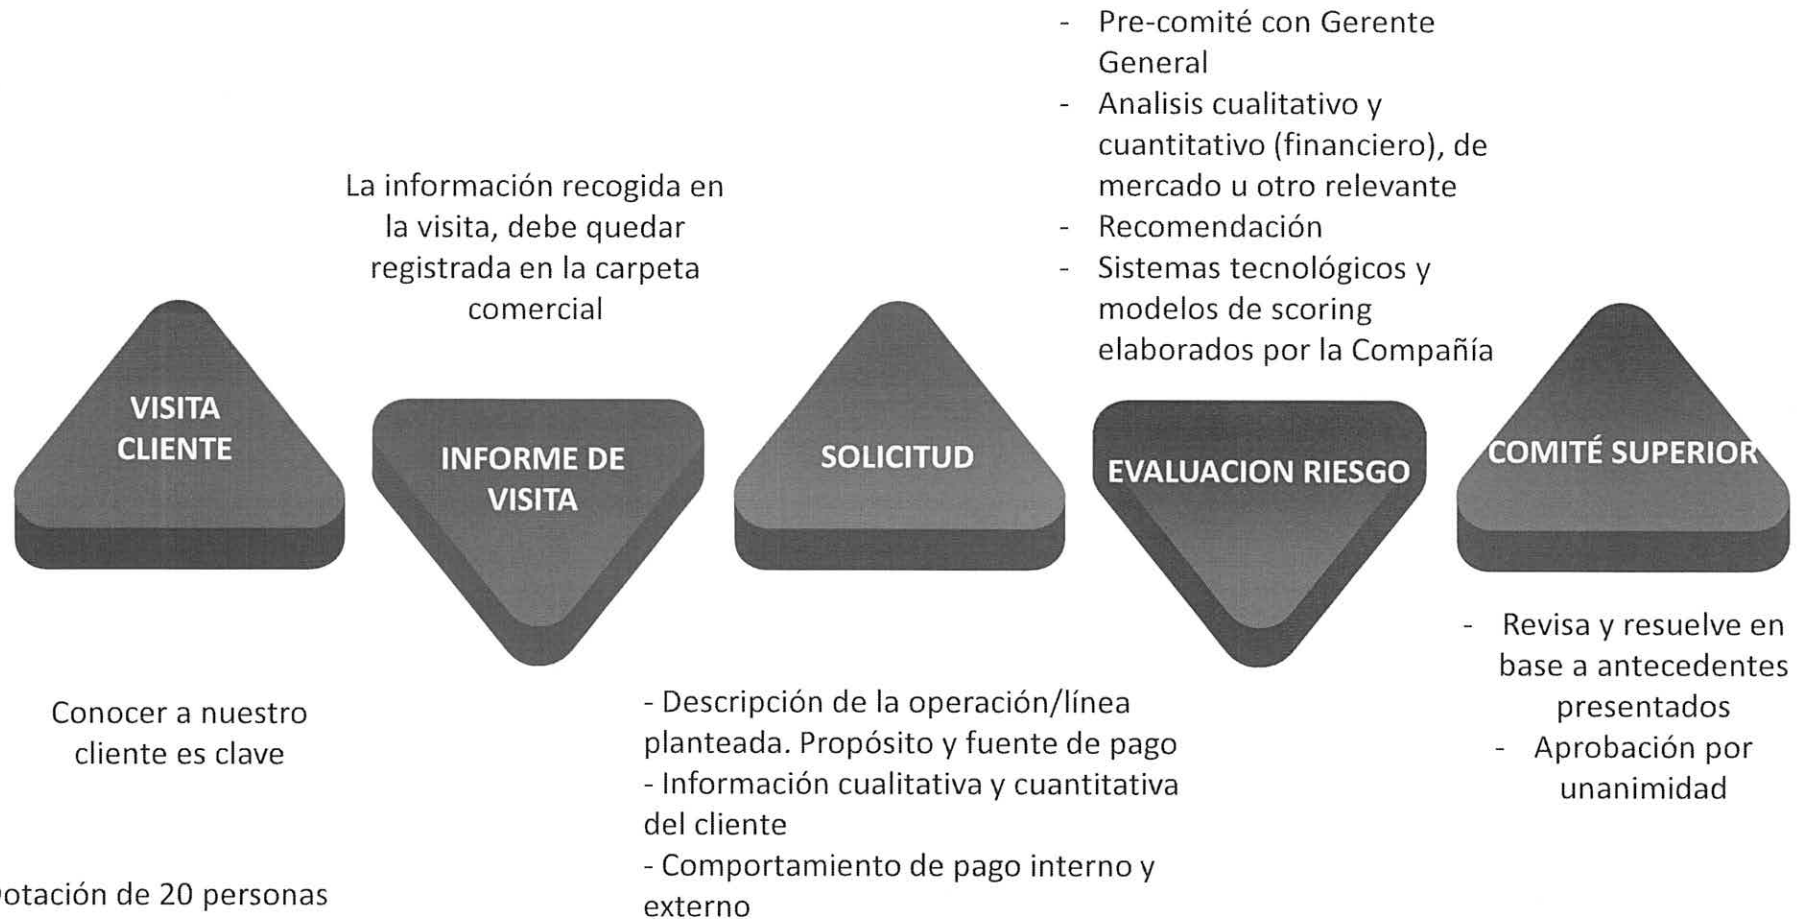 - Pre-comité con Gerente
General
- Analisis cualitativo y
cuantitativo (financiero), de
mercado u otro relevante
- Recomendación
- Sistemas tecnológicos y
modelos de scoring
elaborados por la Compañía
La información recogida en
la visita, debe quedar
registrada en la carpeta
comercial
VISITA
CLIENTE
INFORME DE
VISITA
SOLICITUD
EVALUACION RIESGO
COMITÉ SUPERIOR
Conocer a nuestro
cliente es clave
- Descripción de la operación/línea
planteada. Propósito y fuente de pago
- Información cualitativa y cuantitativa
del cliente
- Comportamiento de pago interno y
externo
- Revisa y resuelve en
base a antecedentes
presentados
- Aprobación por
unanimidad
otación de 20 personas